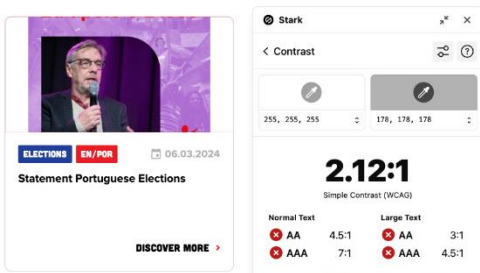 ELECTIONS
EN/POR
06.03.2024
Statement Portuguese Elections
DISCOVER MORE >
Stark
< Contrast
255, 255, 255
178, 178, 178
2.12:1
Simple Contrast (WCAG)
Normal Text
AA 4.5:1
AAA 7:1
Large Text
AA 3:1
AAA 4.5:1